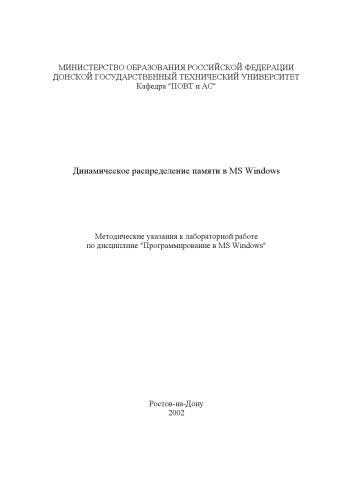 МИНИСТЕРСТВО ОБРАЗОВАНИЯ РОССИЙСКОЙ ФЕДЕРАЦИИ
ДОНСКОЙ ГОСУДАРСТВЕННЫЙ ТЕХНИЧЕСКИЙ УНИВЕРСИТЕТ
Кафедра "ПОВТ и АС"
Динамическое распределение памяти в MS Windows
Методические указания к лабораторной работе
по дисциплине "Программирование в MS Windows"
Ростов-на-Дону
2002